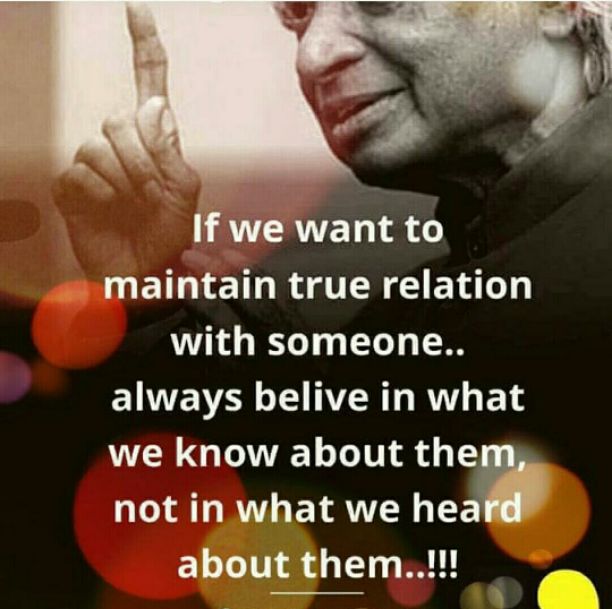 If we want to
maintain true relation
with someone..
always belive in what
we know about them,
not in what we heard
about them..!!!